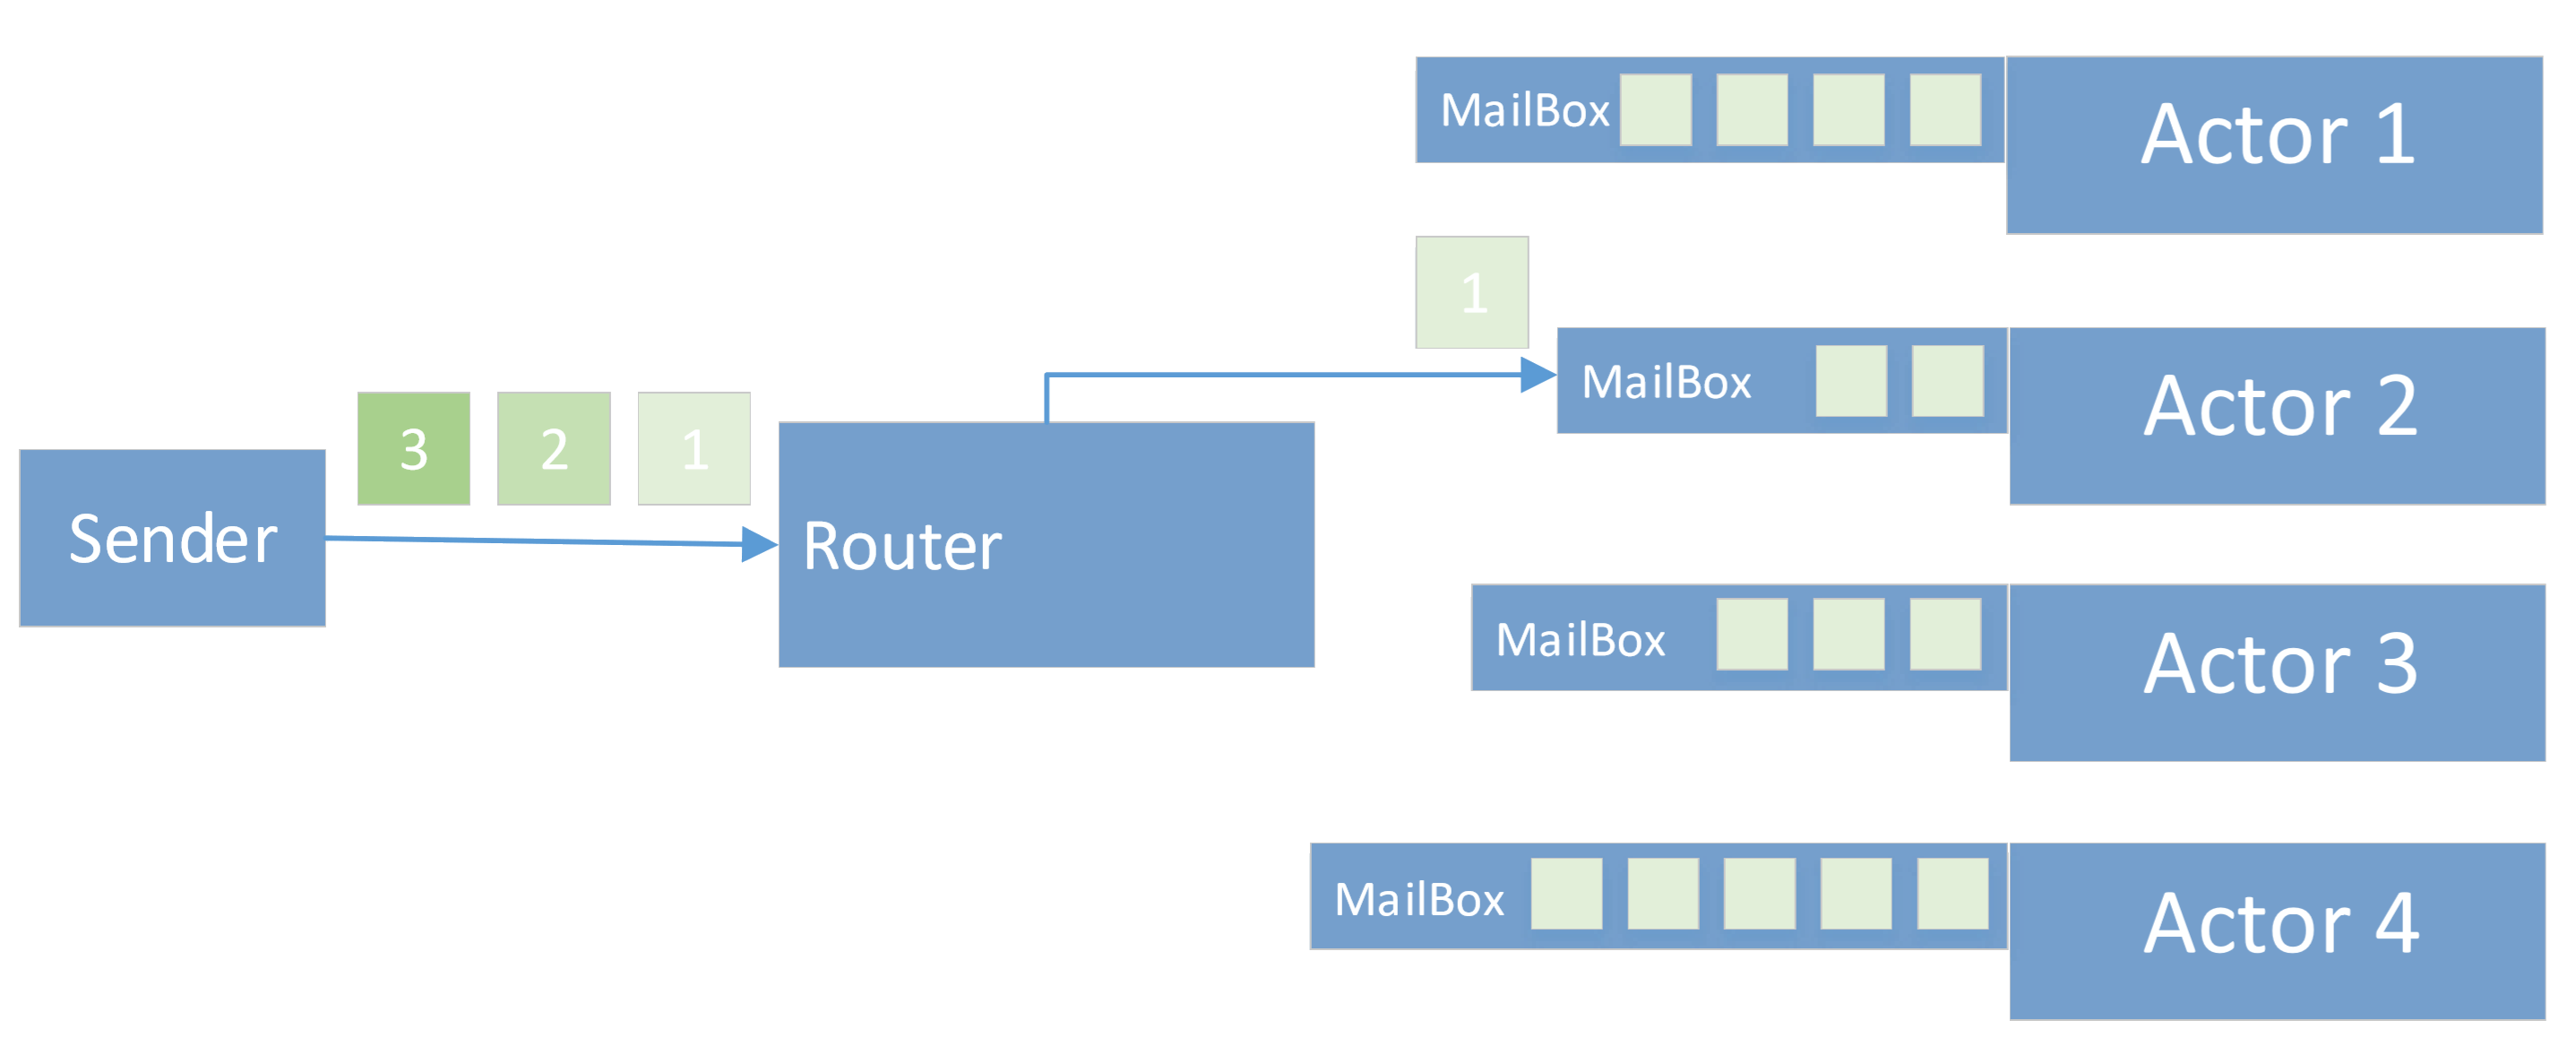 MailBox
Actor 1
1
MailBox
Actor 2
3 2 1
Sender
Router
MailBox
Actor 3
MailBox
Actor 4